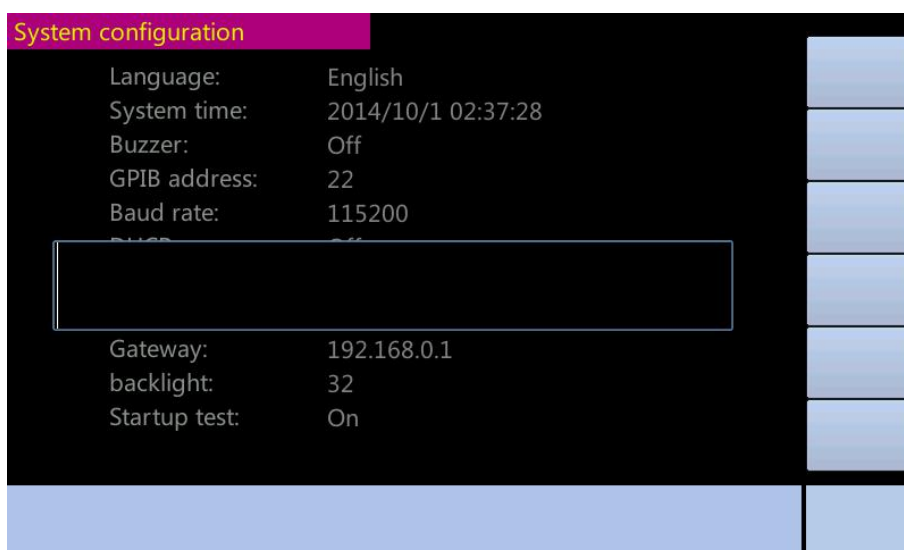 System configuration
Language: English
System time: 2014/10/1 02:37:28
Buzzer: Off
GPIB address: 22
Baud rate: 115200
Gateway: 192.168.0.1
backlight: 32
Startup test: On